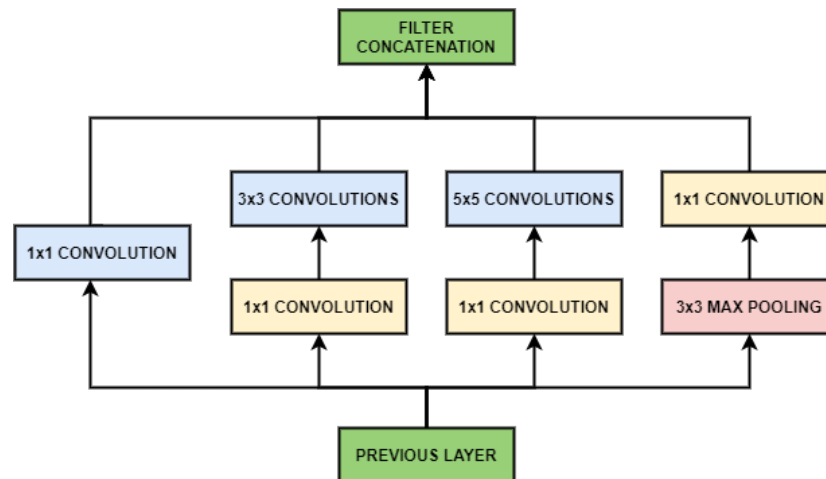 FILTER
CONCATENATION
3x3 CONVOLUTIONS
5x5 CONVOLUTIONS
1x1 CONVOLUTION
1x1 CONVOLUTION
1x1 CONVOLUTION
1x1 CONVOLUTION
3x3 MAX POOLING
PREVIOUS LAYER